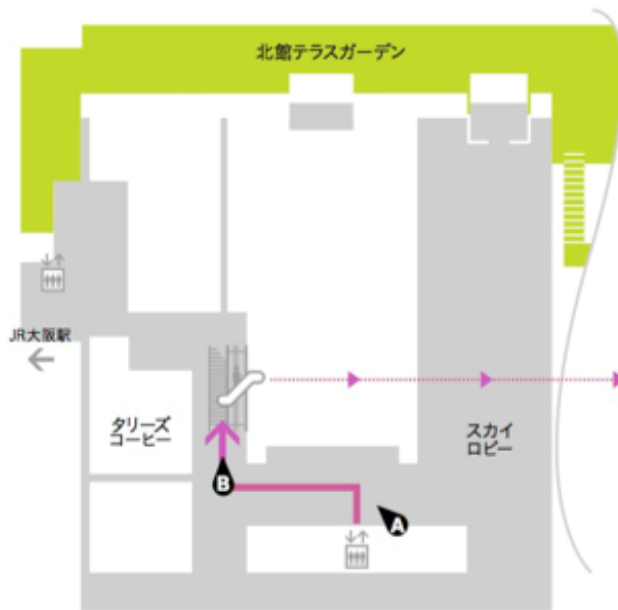 北館テラスガーデン
JR大阪駅
タリーズ
コーヒー
スカイ
ロビー
B
A